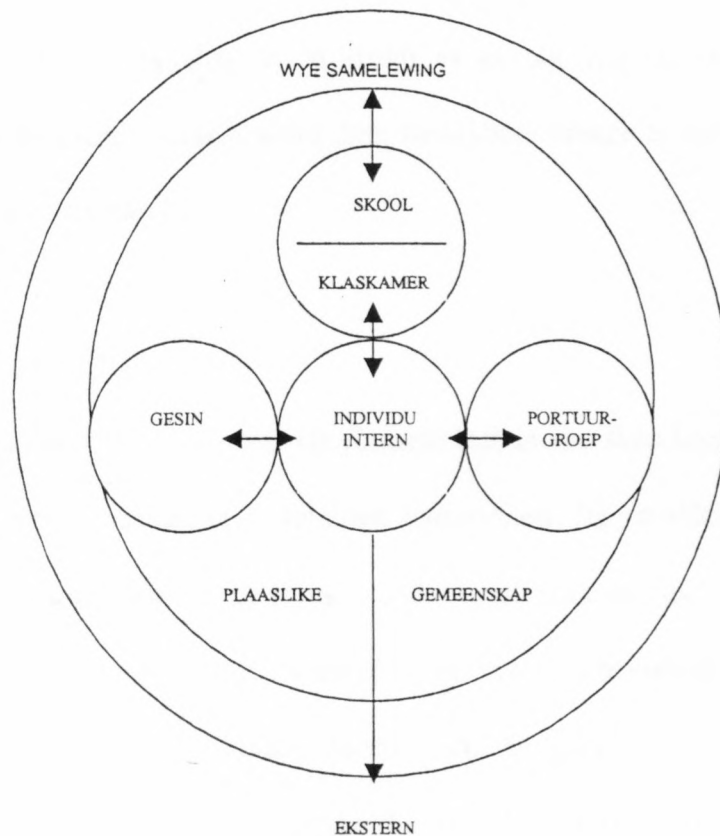 WYE SAMELEWING
SKOOL
KLASKAMER
GESIN
INDIVIDU
INTERN
PORTUUR-
GROEP
PLAASLIKE
GEMEENSKAP
EKSTERN